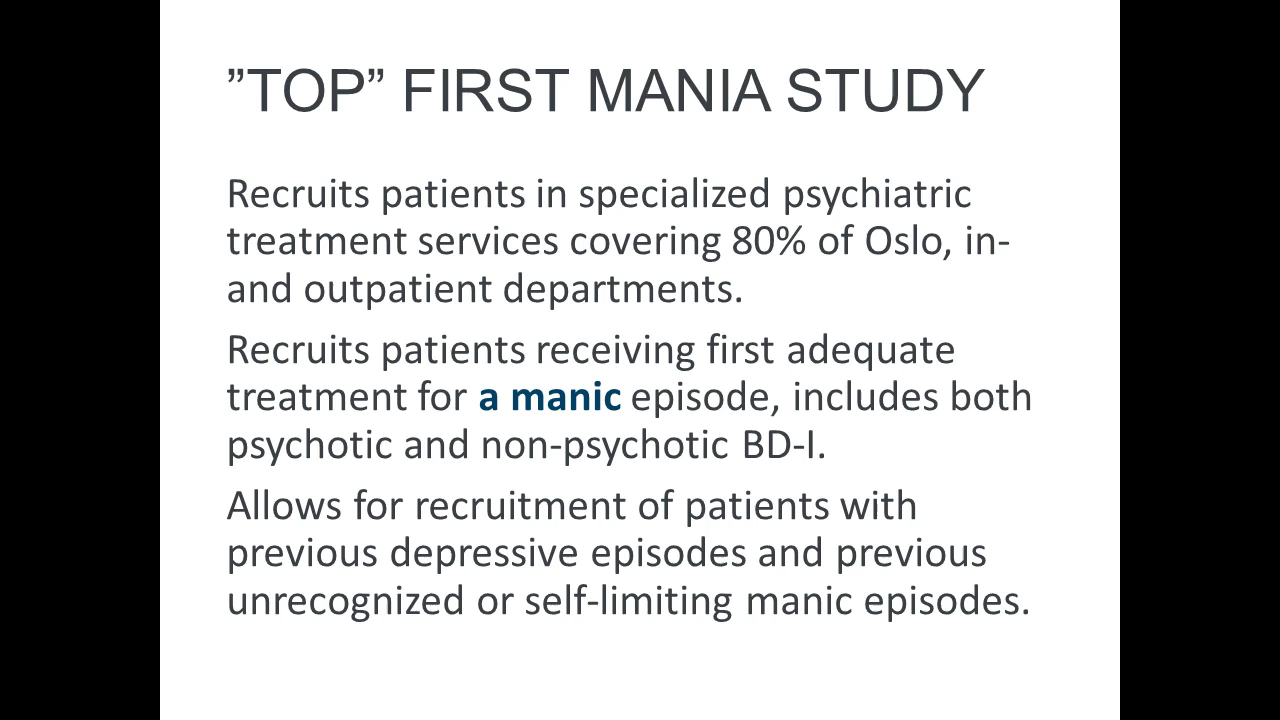 ”TOP” FIRST MANIA STUDY
Recruits patients in specialized psychiatric
treatment services covering 80% of Oslo, in-
and outpatient departments.
Recruits patients receiving first adequate
treatment for a manic episode, includes both
psychotic and non-psychotic BD-I.
Allows for recruitment of patients with
previous depressive episodes and previous
unrecognized or self-limiting manic episodes.